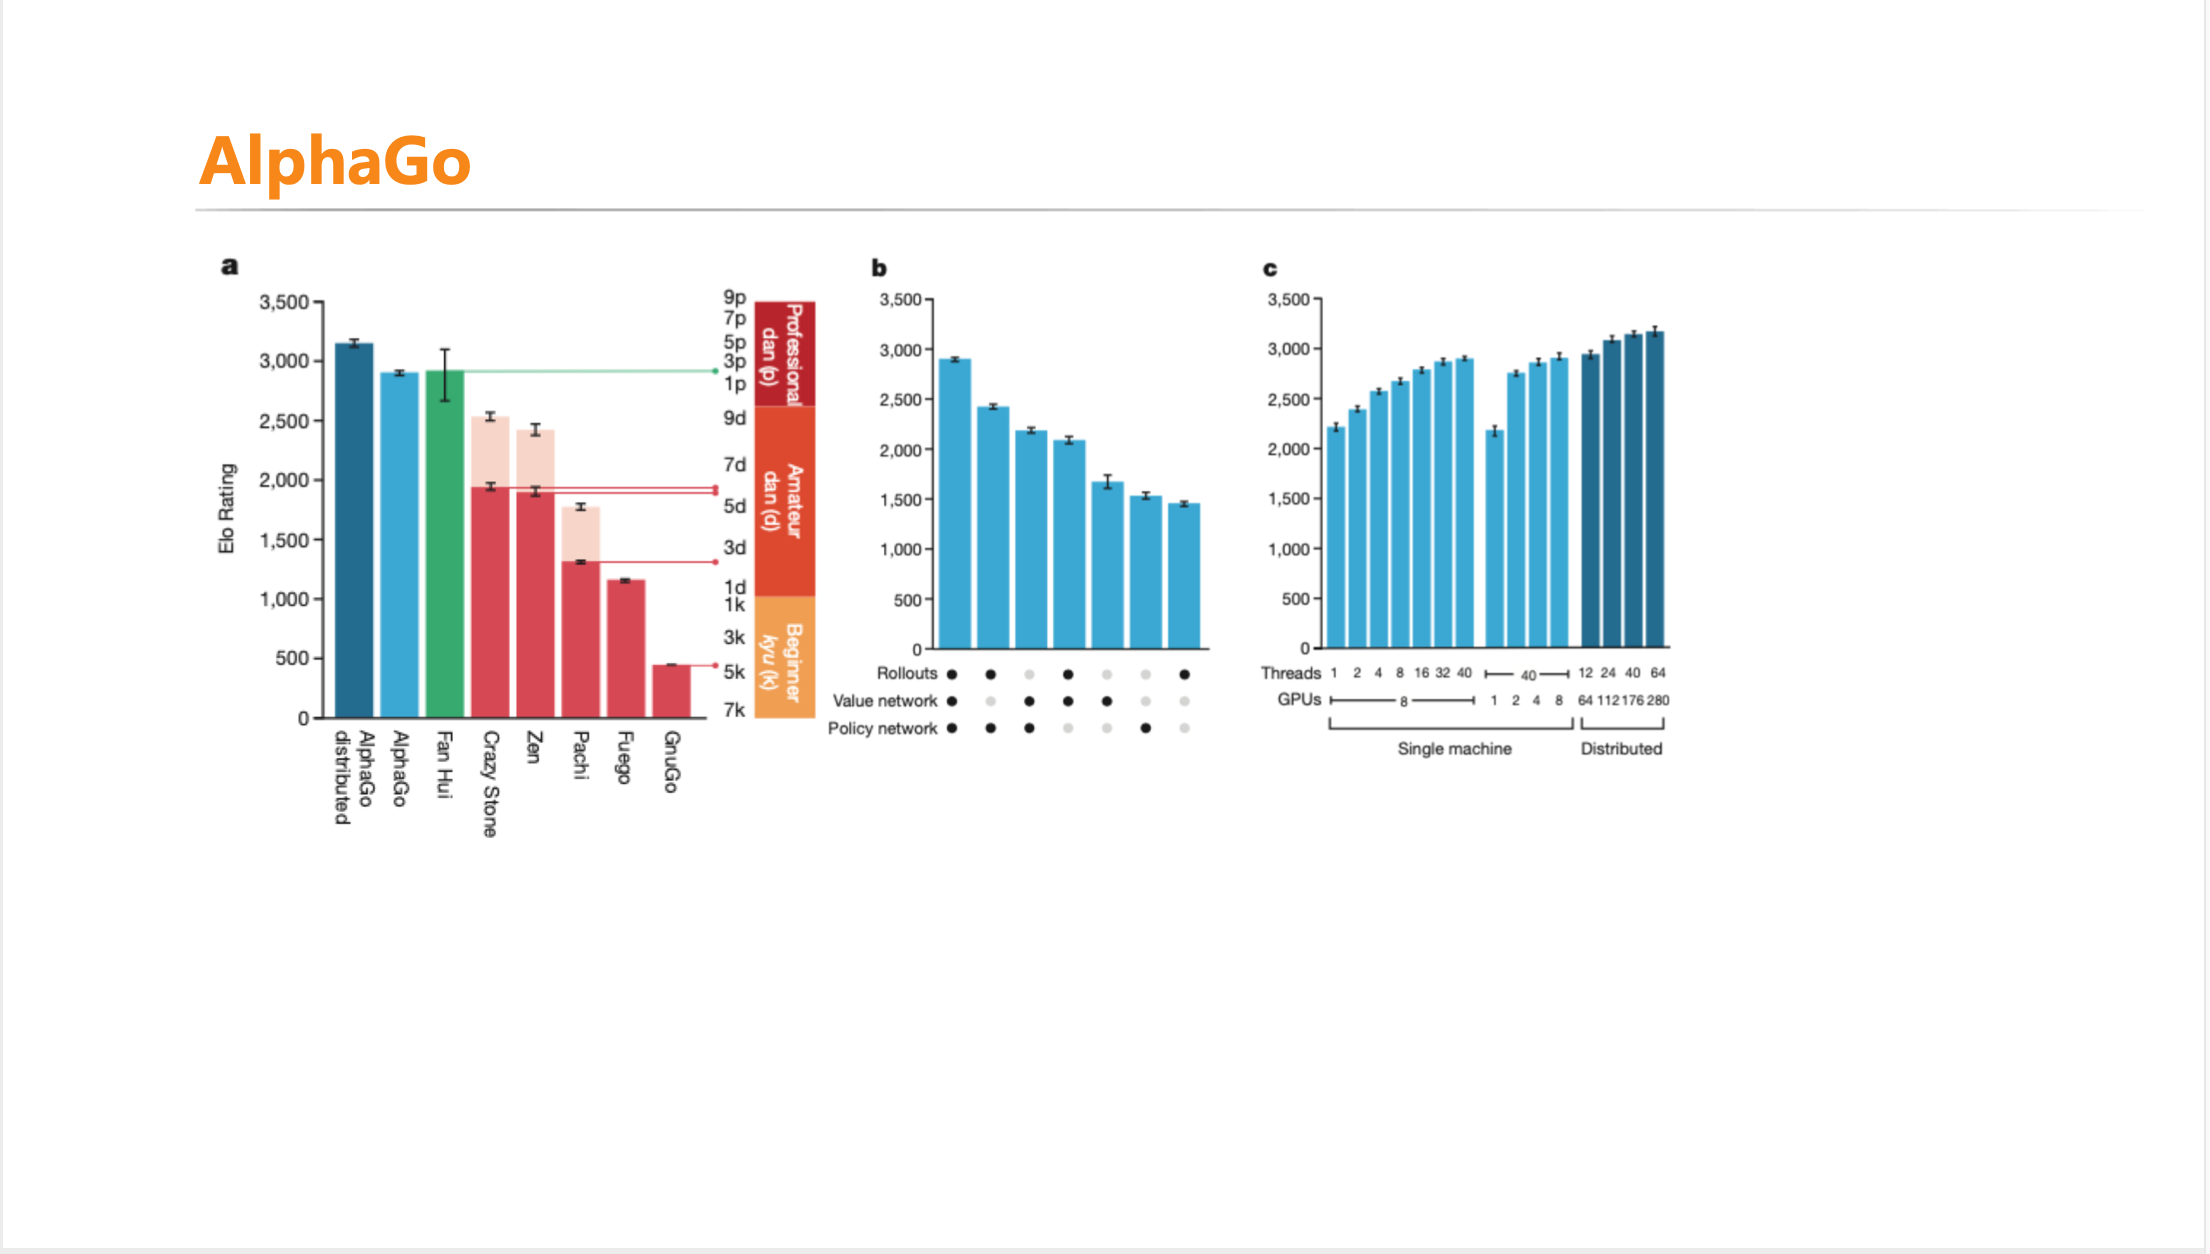 AlphaGo
a
Elo Rating
3,500
3,000
2,500
2,000
1,500
1,000
500
0
AlphaGo
distributed
AlphaGo
Fan Hui
Crazy Stone
Zen
Pachi
Fuego
GnuGo
9p
7p
5p
3p
1p
9d
7d
5d
3d
1d
1k
3k
5k
7k
Professional
dan (p)
Amateur
dan (d)
Beginner
kyu (k)
b
3,500
3,000
2,500
2,000
1,500
1,000
500
0
Rollouts
Value network
Policy network
c
3,500
3,000
2,500
2,000
1,500
1,000
500
0
Threads 1 2 4 8 16 32 40 40 12 24 40 64
GPUs 8 1 2 4 8 64 112 176 280
Single machine Distributed